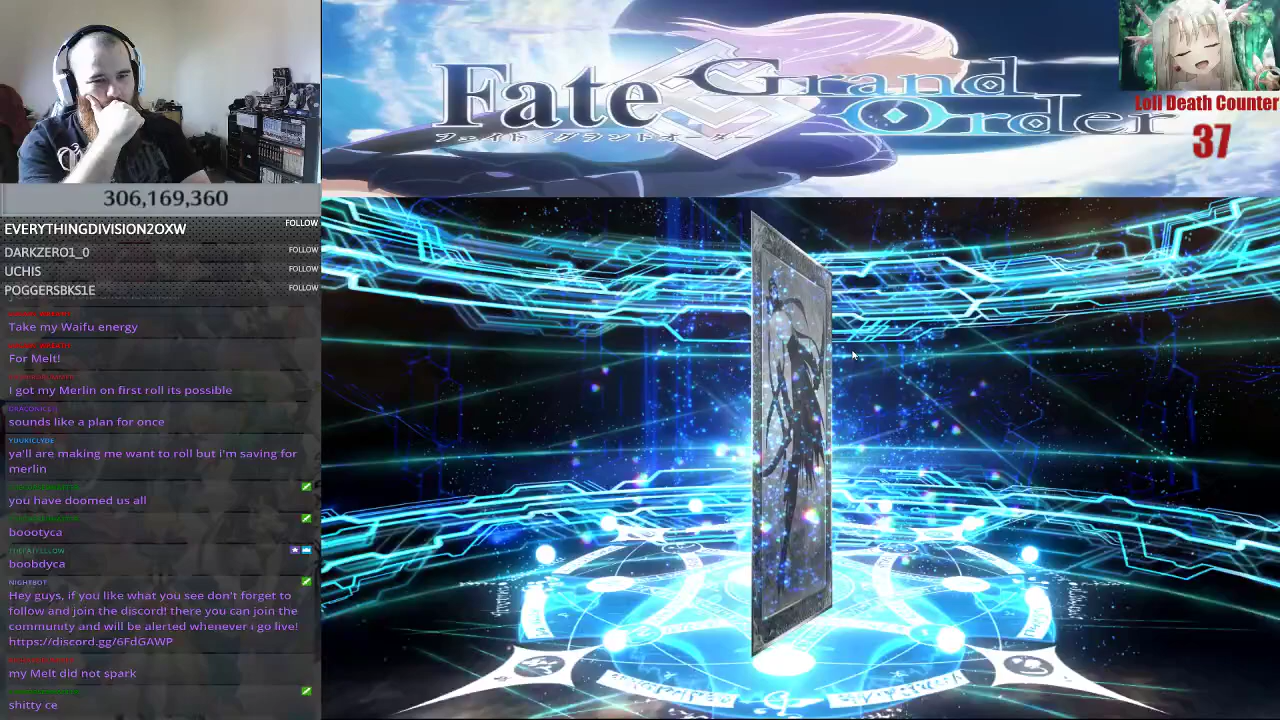 Fate
Grand
Order
フェイト/グランドオーダー
Loli Death Counter
37
306,169,360
EVERYTHINGDIVISION2OXW FOLLOW
DARKZERO1_0 FOLLOW
UCHIS FOLLOW
POGGERSBKS1E FOLLOW
Take my Waifu energy
For Melt!
I got my Merlin on first roll its possible
sounds like a plan for once
YUUKICLYDE
ya'll are making me want to roll but i'm saving for
merlin
you have doomed us all
boootyca
boobdyca
NIGHTBOT
Hey guys, if you like what you see don't forget to
follow and join the discord! there you can join the
community and will be alerted whenever i go live!
https://discord.gg/6FdGAWP
my Melt did not spark
shitty ce